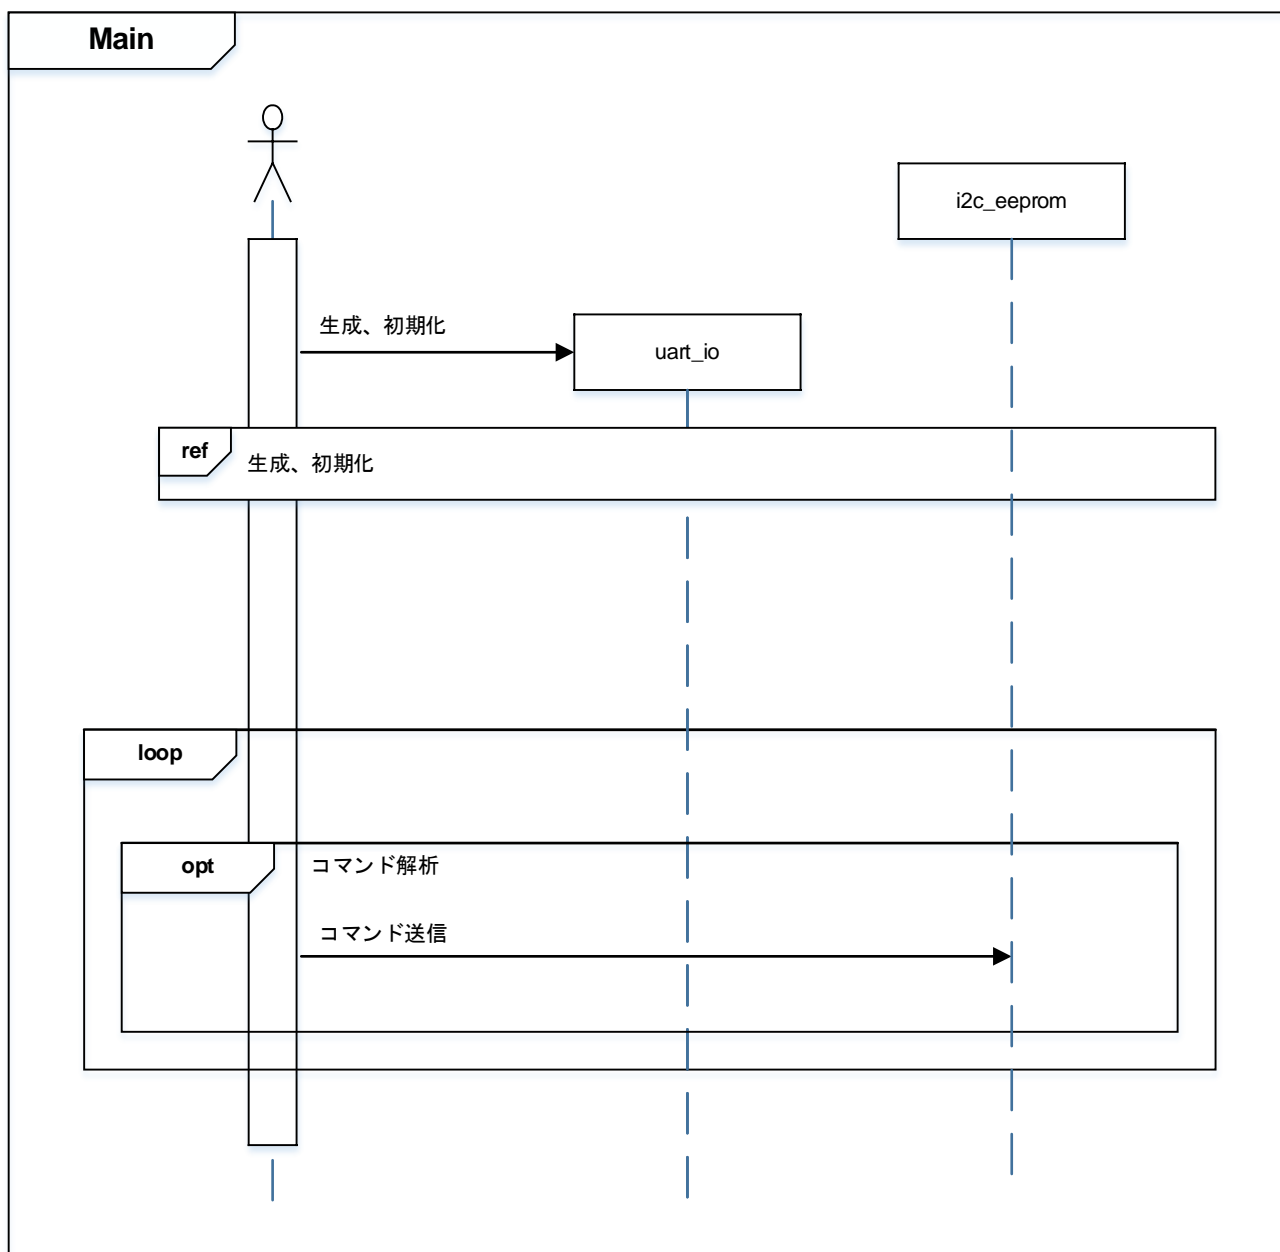 Main
i2c_eeprom
生成、初期化
uart_io
ref
生成、初期化
loop
opt
コマンド解析
コマンド送信